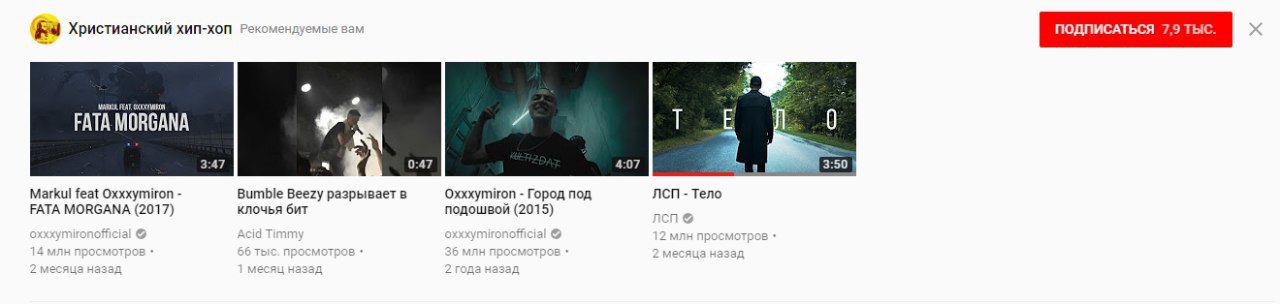 Христианский хип-хоп Рекомендуемые вам
ПОДПИСАТЬСЯ 7,9 ТЫС.
MARKUL FEAT. OXXXYMIRON
FATA MORGANA
3:47
0:47
KULTIZDAT
4:07
ТЕЛО
3:50
Markul feat Oxxxymiron -
FATA MORGANA (2017)
oxxxymironofficial
14 млн просмотров •
2 месяца назад
Bumble Beezy разрывает в
клочья бит
Acid Timmy
66 тыс. просмотров •
1 месяц назад
Oxxxymiron - Город под
подошвой (2015)
oxxxymironofficial
36 млн просмотров •
2 года назад
ЛСП - Тело
ЛСП
12 млн просмотров •
2 месяца назад